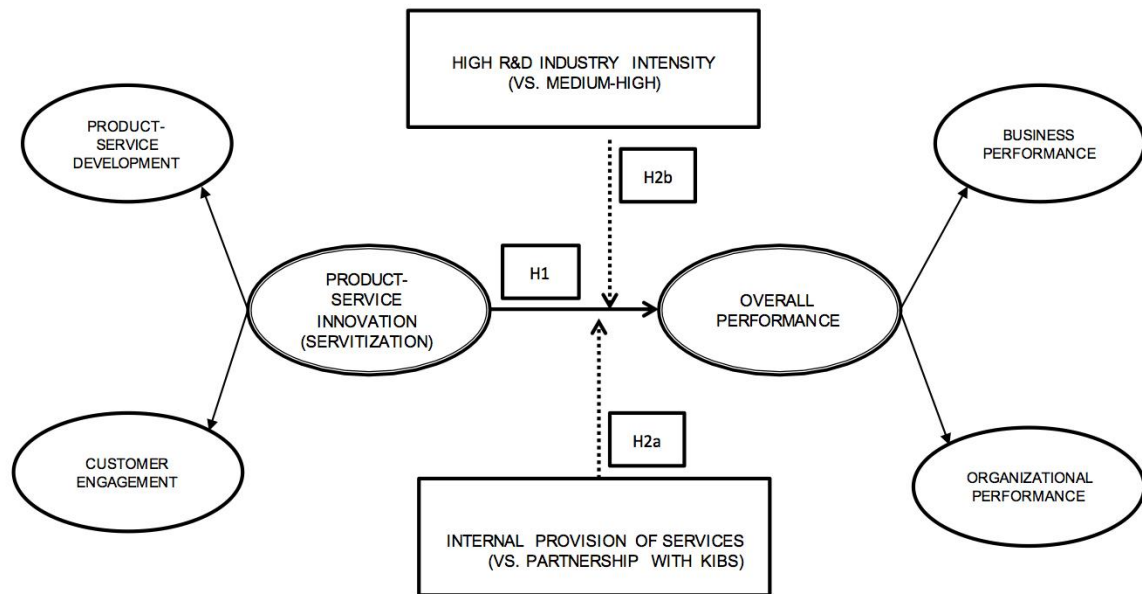 HIGH R&D INDUSTRY INTENSITY
(VS. MEDIUM-HIGH)
PRODUCT-
SERVICE
DEVELOPMENT
BUSINESS
PERFORMANCE
H2b
H1
PRODUCT-
SERVICE
INNOVATION
(SERVITIZATION)
OVERALL
PERFORMANCE
H2a
CUSTOMER
ENGAGEMENT
ORGANIZATIONAL
PERFORMANCE
INTERNAL PROVISION OF SERVICES
(VS. PARTNERSHIP WITH KIBS)